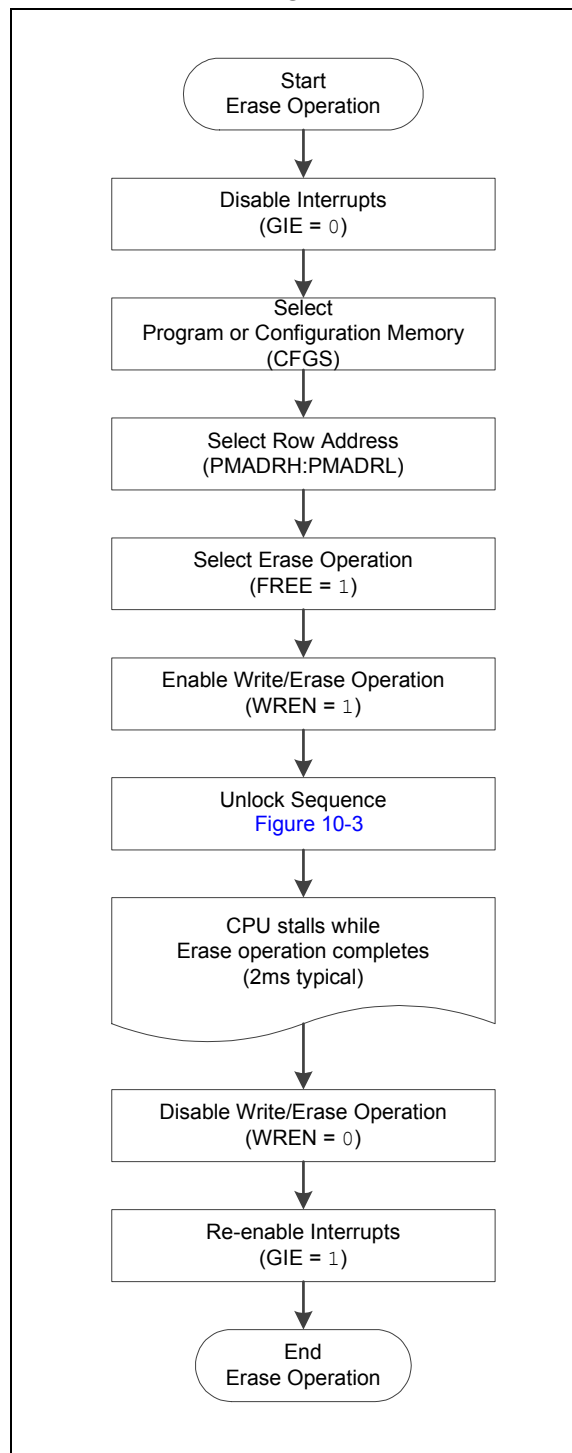 Start
Erase Operation
Disable Interrupts
(GIE = 0)
Select
Program or Configuration Memory
(CFGS)
Select Row Address
(PMADRH:PMADRL)
Select Erase Operation
(FREE = 1)
Enable Write/Erase Operation
(WREN = 1)
Unlock Sequence
Figure 10-3
CPU stalls while
Erase operation completes
(2ms typical)
Disable Write/Erase Operation
(WREN = 0)
Re-enable Interrupts
(GIE = 1)
End
Erase Operation